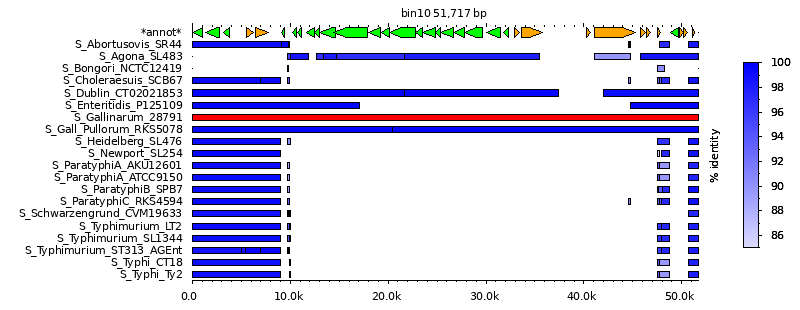 bin10 51,717 bp
*annot*
S_Abortusovis_SR44
S_Agona_SL483
S_Bongori_NCTC12419
S_Choleraesuis_SCB67
S_Dublin_CT02021853
S_Enteritidis_P125109
S_Gallinarum_28791
S_Gall_Pullorum_RKS5078
S_Heidelberg_SL476
S_Newport_SL254
S_ParatyphiA_AKU12601
S_ParatyphiA_ATCC9150
S_ParatyphiB_SPB7
S_ParatyphiC_RKS4594
S_Schwarzengrund_CVM19633
S_Typhimurium_LT2
S_Typhimurium_SL1344
S_Typhimurium_ST313_AGEnt
S_Typhi_CT18
S_Typhi_Ty2
0.0 10.0k 20.0k 30.0k 40.0k 50.0k
100
98
96
94
92
90
88
86
% identity